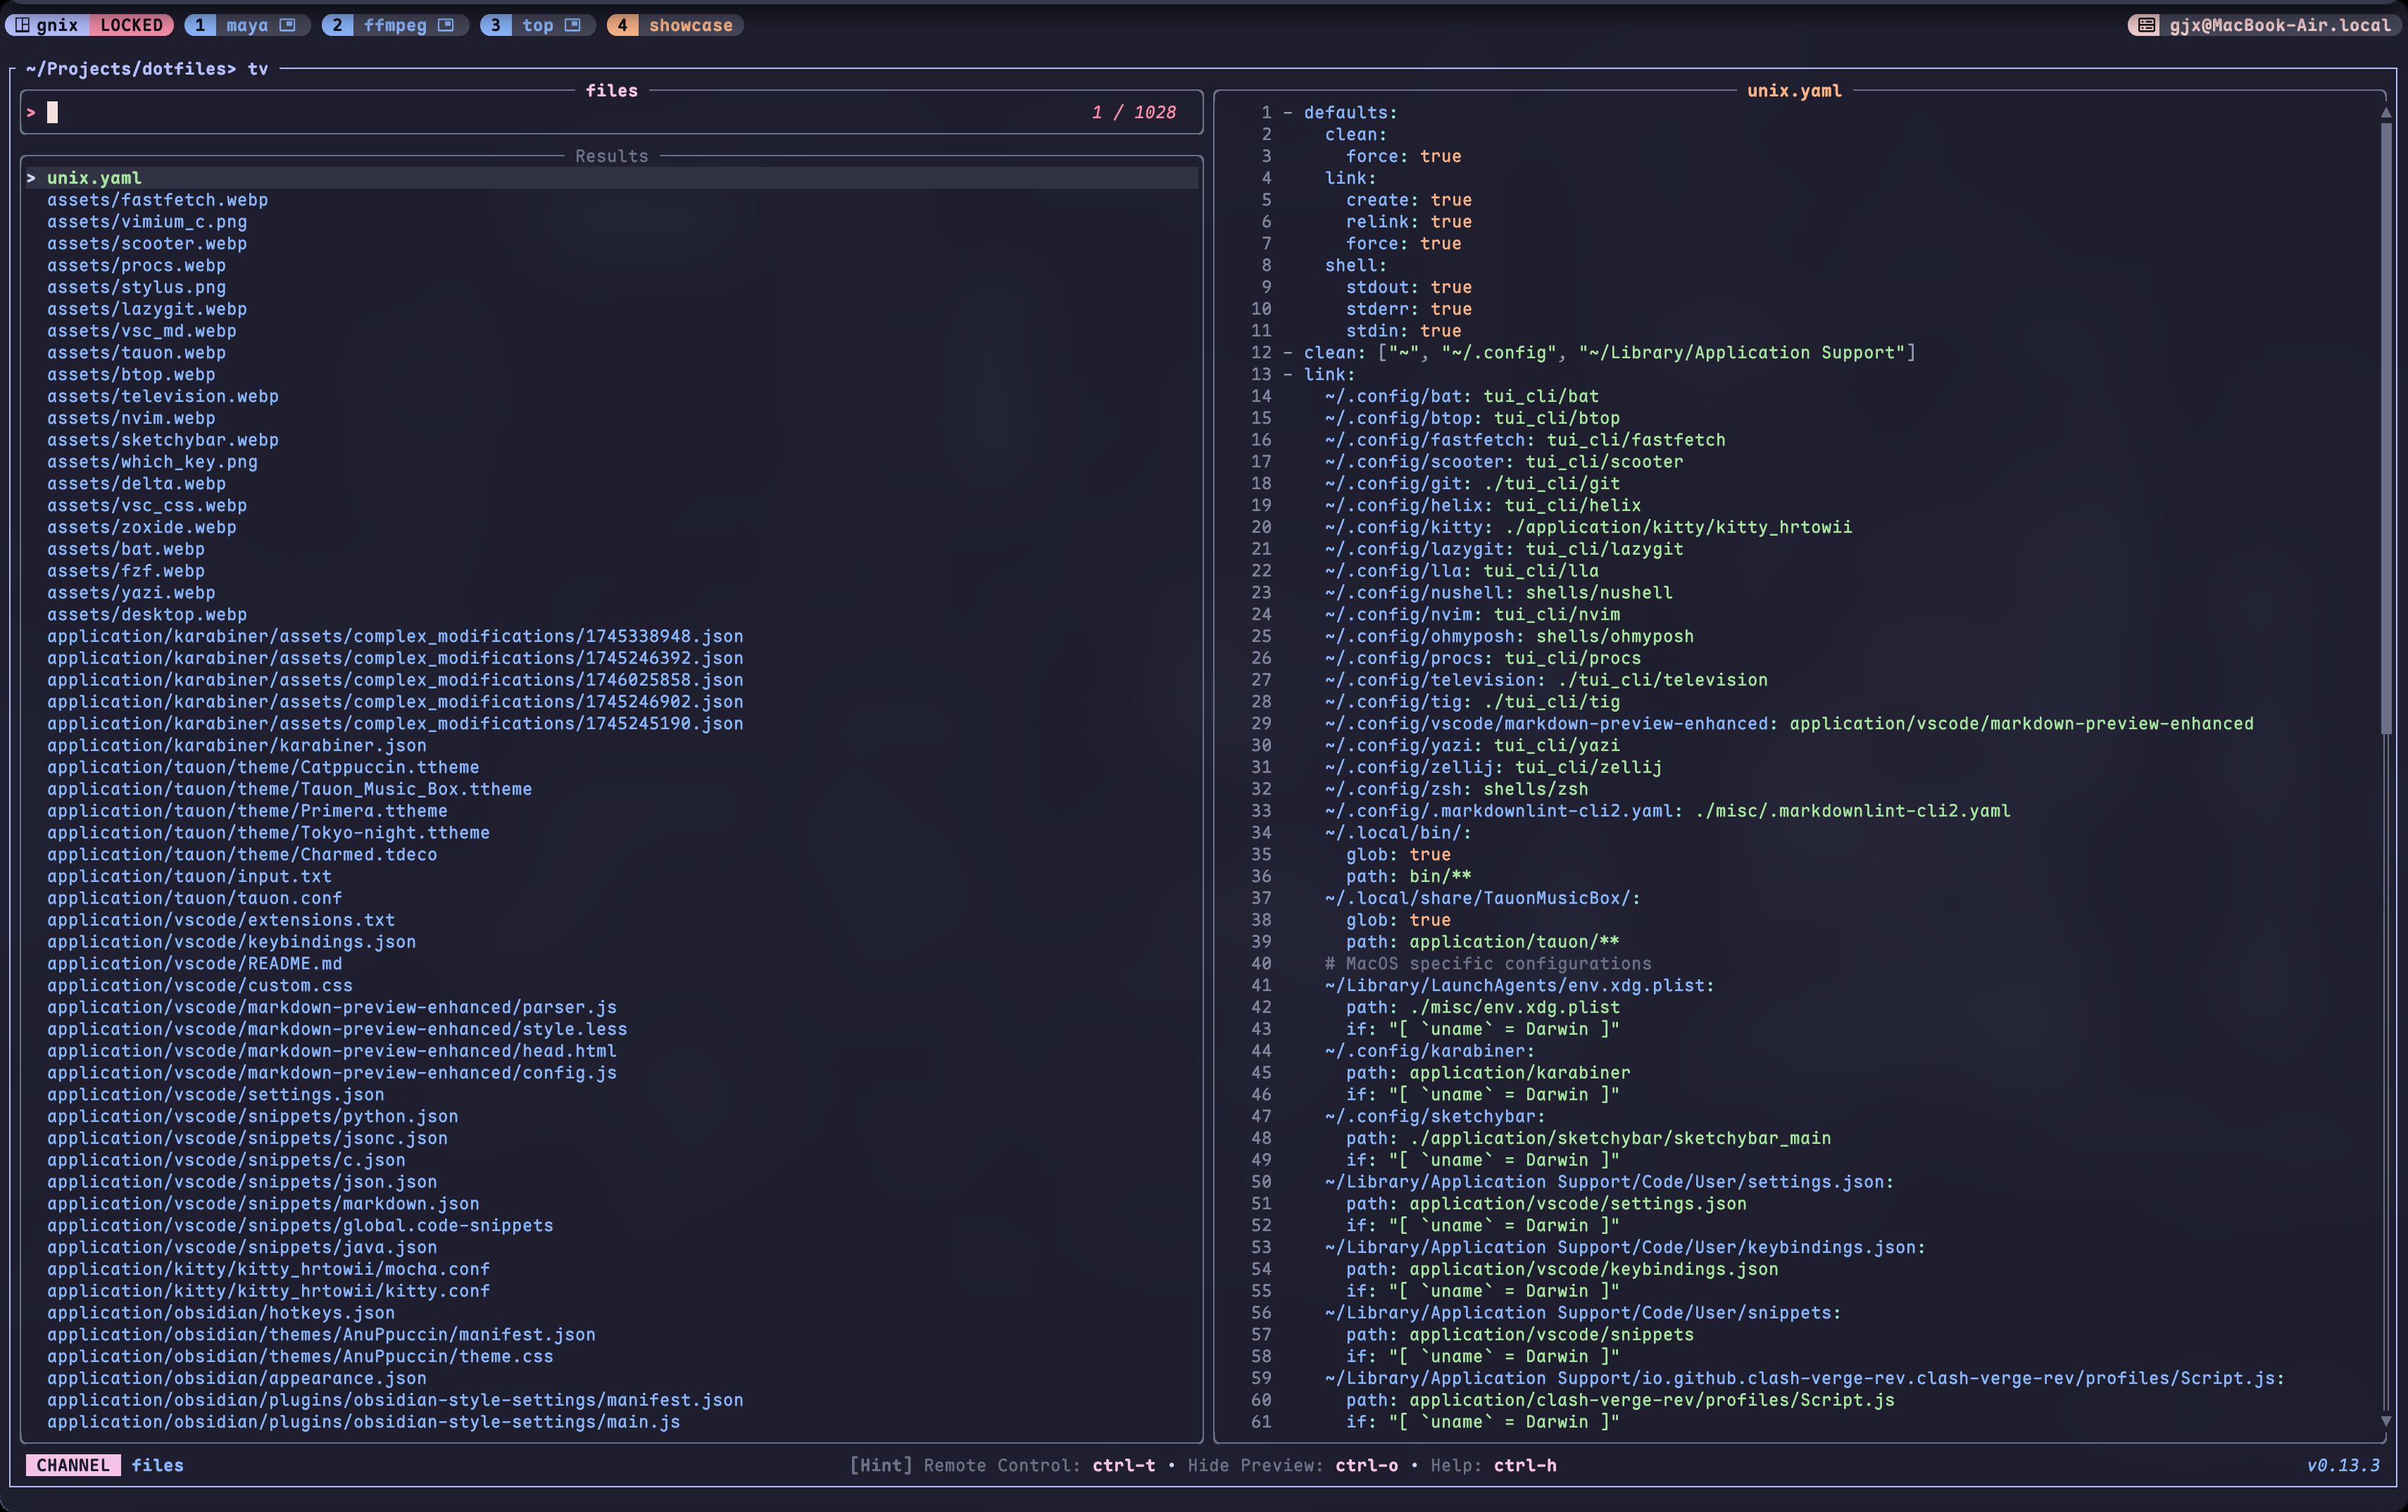 gnix LOCKED 1 maya 2 ffmpeg 3 top 4 showcase gjx@MacBook-Air.local
~/Projects/dotfiles> tv
files
> 1 / 1028
Results
> unix.yaml
assets/fastfetch.webp
assets/vimium_c.png
assets/scooter.webp
assets/procs.webp
assets/stylus.png
assets/lazygit.webp
assets/vsc_md.webp
assets/tauon.webp
assets/btop.webp
assets/television.webp
assets/nvim.webp
assets/sketchybar.webp
assets/which_key.png
assets/delta.webp
assets/vsc_css.webp
assets/zoxide.webp
assets/bat.webp
assets/fzf.webp
assets/yazi.webp
assets/desktop.webp
application/karabiner/assets/complex_modifications/1745338948.json
application/karabiner/assets/complex_modifications/1745246392.json
application/karabiner/assets/complex_modifications/1746025858.json
application/karabiner/assets/complex_modifications/1745246902.json
application/karabiner/assets/complex_modifications/1745245190.json
application/karabiner/karabiner.json
application/tauon/theme/Catppuccin.ttheme
application/tauon/theme/Tauon_Music_Box.ttheme
application/tauon/theme/Primera.ttheme
application/tauon/theme/Tokyo-night.ttheme
application/tauon/theme/Charmed.tdeco
application/tauon/input.txt
application/tauon/tauon.conf
application/vscode/extensions.txt
application/vscode/keybindings.json
application/vscode/README.md
application/vscode/custom.css
application/vscode/markdown-preview-enhanced/parser.js
application/vscode/markdown-preview-enhanced/style.less
application/vscode/markdown-preview-enhanced/head.html
application/vscode/markdown-preview-enhanced/config.js
application/vscode/settings.json
application/vscode/snippets/python.json
application/vscode/snippets/jsonc.json
application/vscode/snippets/c.json
application/vscode/snippets/json.json
application/vscode/snippets/markdown.json
application/vscode/snippets/global.code-snippets
application/vscode/snippets/java.json
application/kitty/kitty_hrtowii/mocha.conf
application/kitty/kitty_hrtowii/kitty.conf
application/obsidian/hotkeys.json
application/obsidian/themes/AnuPpuccin/manifest.json
application/obsidian/themes/AnuPpuccin/theme.css
application/obsidian/appearance.json
application/obsidian/plugins/obsidian-style-settings/manifest.json
application/obsidian/plugins/obsidian-style-settings/main.js
unix.yaml
1 - defaults:
2 clean:
3 force: true
4 link:
5 create: true
6 relink: true
7 force: true
8 shell:
9 stdout: true
10 stderr: true
11 stdin: true
12 - clean: ["~", "~/.config", "~/Library/Application Support"]
13 - link:
14 ~/.config/bat: tui_cli/bat
15 ~/.config/btop: tui_cli/btop
16 ~/.config/fastfetch: tui_cli/fastfetch
17 ~/.config/scooter: tui_cli/scooter
18 ~/.config/git: ./tui_cli/git
19 ~/.config/helix: tui_cli/helix
20 ~/.config/kitty: ./application/kitty/kitty_hrtowii
21 ~/.config/lazygit: tui_cli/lazygit
22 ~/.config/lla: tui_cli/lla
23 ~/.config/nushell: shells/nushell
24 ~/.config/nvim: tui_cli/nvim
25 ~/.config/ohmyposh: shells/ohmyposh
26 ~/.config/procs: tui_cli/procs
27 ~/.config/television: ./tui_cli/television
28 ~/.config/tig: ./tui_cli/tig
29 ~/.config/vscode/markdown-preview-enhanced: application/vscode/markdown-preview-enhanced
30 ~/.config/yazi: tui_cli/yazi
31 ~/.config/zellij: tui_cli/zellij
32 ~/.config/zsh: shells/zsh
33 ~/.config/.markdownlint-cli2.yaml: ./misc/.markdownlint-cli2.yaml
34 ~/.local/bin/:
35 glob: true
36 path: bin/**
37 ~/.local/share/TauonMusicBox/:
38 glob: true
39 path: application/tauon/**
40 # MacOS specific configurations
41 ~/Library/LaunchAgents/env.xdg.plist:
42 path: ./misc/env.xdg.plist
43 if: "[ `uname` = Darwin ]"
44 ~/.config/karabiner:
45 path: application/karabiner
46 if: "[ `uname` = Darwin ]"
47 ~/.config/sketchybar:
48 path: ./application/sketchybar/sketchybar_main
49 if: "[ `uname` = Darwin ]"
50 ~/Library/Application Support/Code/User/settings.json:
51 path: application/vscode/settings.json
52 if: "[ `uname` = Darwin ]"
53 ~/Library/Application Support/Code/User/keybindings.json:
54 path: application/vscode/keybindings.json
55 if: "[ `uname` = Darwin ]"
56 ~/Library/Application Support/Code/User/snippets:
57 path: application/vscode/snippets
58 if: "[ `uname` = Darwin ]"
59 ~/Library/Application Support/io.github.clash-verge-rev.clash-verge-rev/profiles/Script.js:
60 path: application/clash-verge-rev/profiles/Script.js
61 if: "[ `uname` = Darwin ]"
CHANNEL files [Hint] Remote Control: ctrl-t • Hide Preview: ctrl-o • Help: ctrl-h v0.13.3